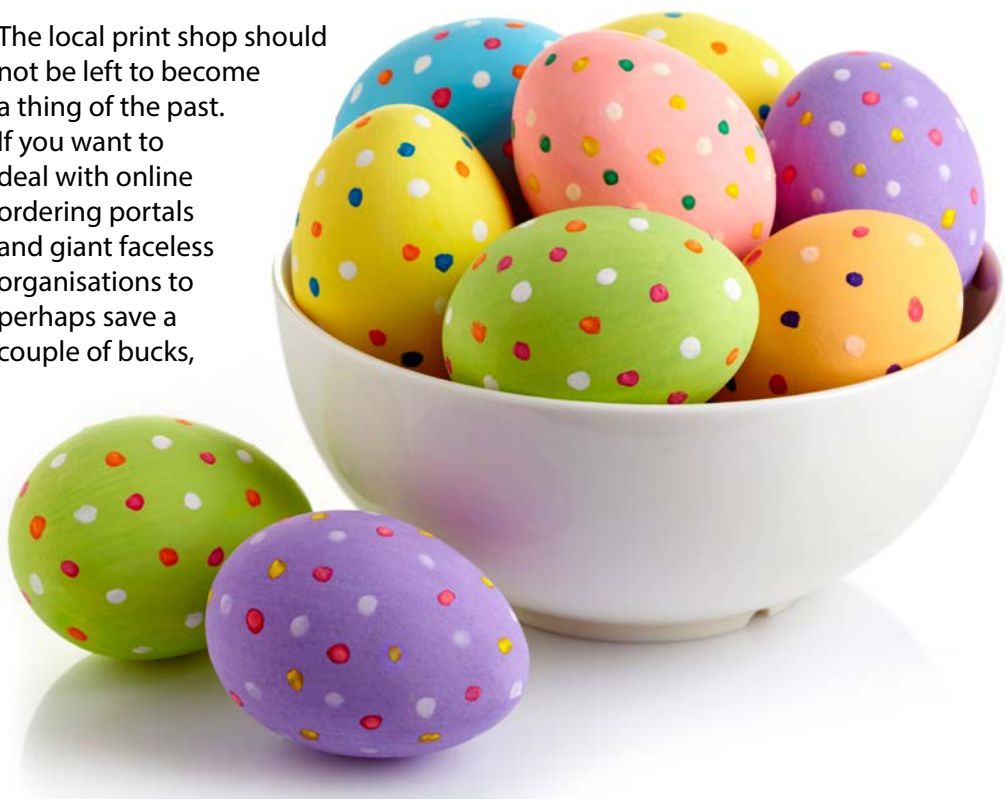 The local print shop should
not be left to become
a thing of the past.
If you want to
deal with online
ordering portals
and giant faceless
organisations to
perhaps save a
couple of bucks,